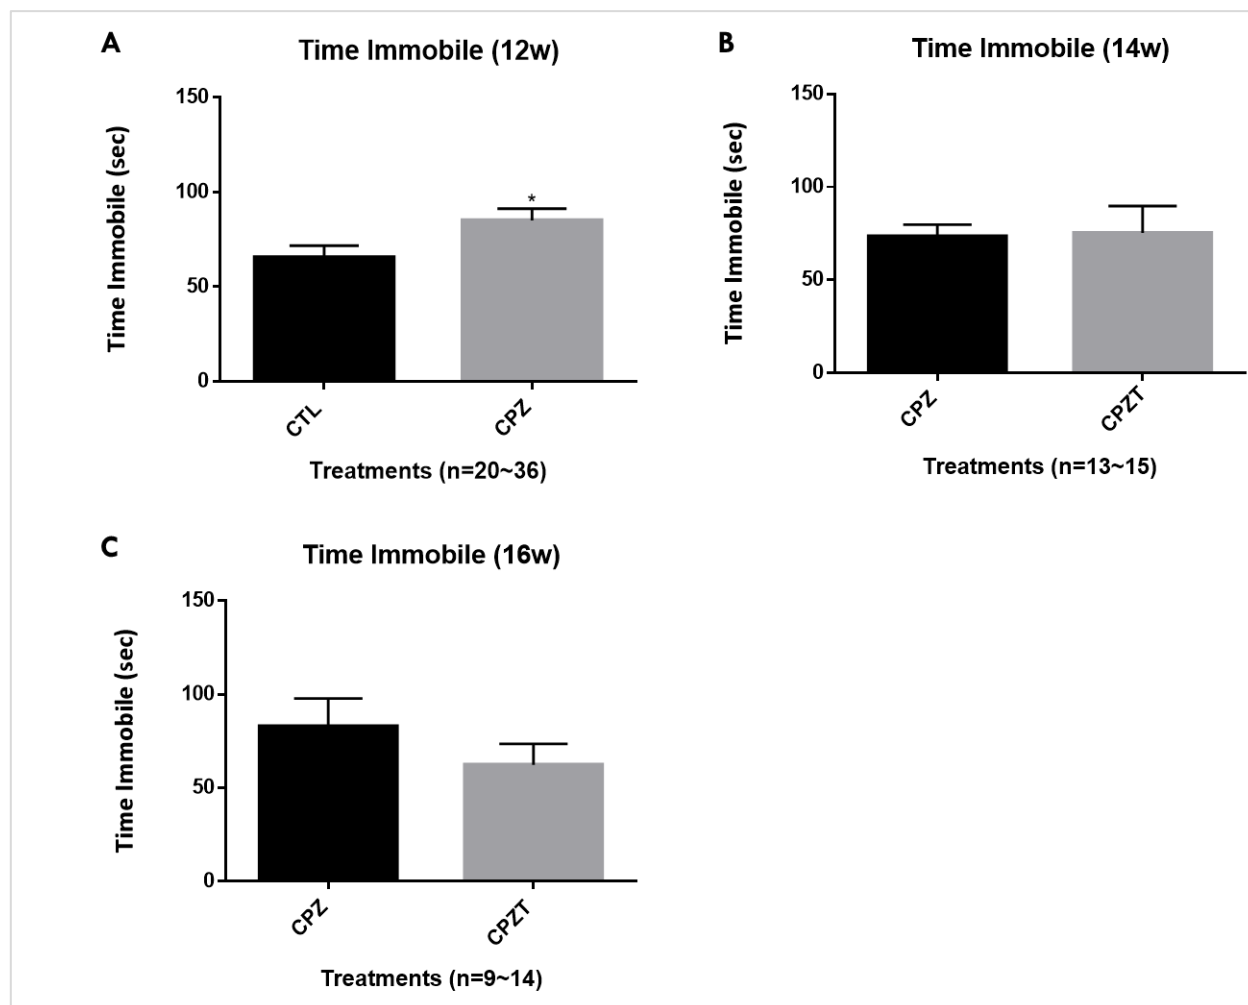 A
Time Immobile (12w)
Time Immobile (sec)
150
100
50
0
*
CTL
CPZ
Treatments (n=20~36)
B
Time Immobile (14w)
Time Immobile (sec)
150
100
50
0
CPZ
CPZT
Treatments (n=13~15)
C
Time Immobile (16w)
Time Immobile (sec)
150
100
50
0
CPZ
CPZT
Treatments (n=9~14)